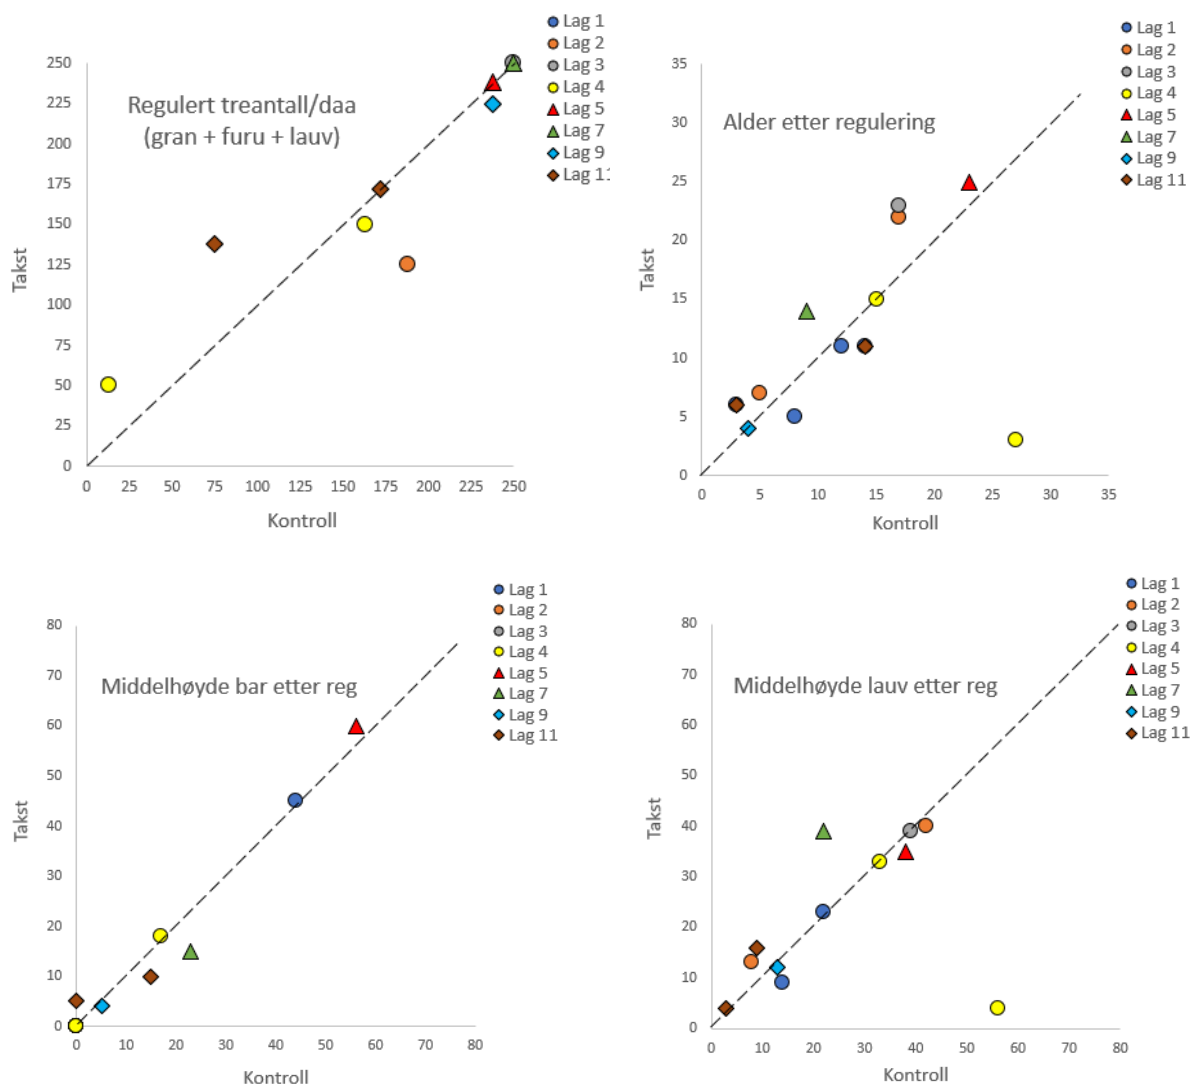 Lag 1
Lag 2
Lag 3
Lag 4
Lag 5
Lag 7
Lag 9
Lag 11
Regulert treantall/daa
(gran + furu + lauv)
250
225
200
175
150
125
100
75
50
25
0
Takst
0 25 50 75 100 125 150 175 200 225 250
Kontroll
Lag 1
Lag 2
Lag 3
Lag 4
Lag 5
Lag 7
Lag 9
Lag 11
Alder etter regulering
35
30
25
20
15
10
5
0
Takst
0 5 10 15 20 25 30 35
Kontroll
Lag 1
Lag 2
Lag 3
Lag 4
Lag 5
Lag 7
Lag 9
Lag 11
Middelhøyde bar etter reg
80
70
60
50
40
30
20
10
0
Takst
0 10 20 30 40 50 60 70 80
Kontroll
Lag 1
Lag 2
Lag 3
Lag 4
Lag 5
Lag 7
Lag 9
Lag 11
Middelhøyde lauv etter reg
80
70
60
50
40
30
20
10
0
Takst
0 10 20 30 40 50 60 70 80
Kontroll